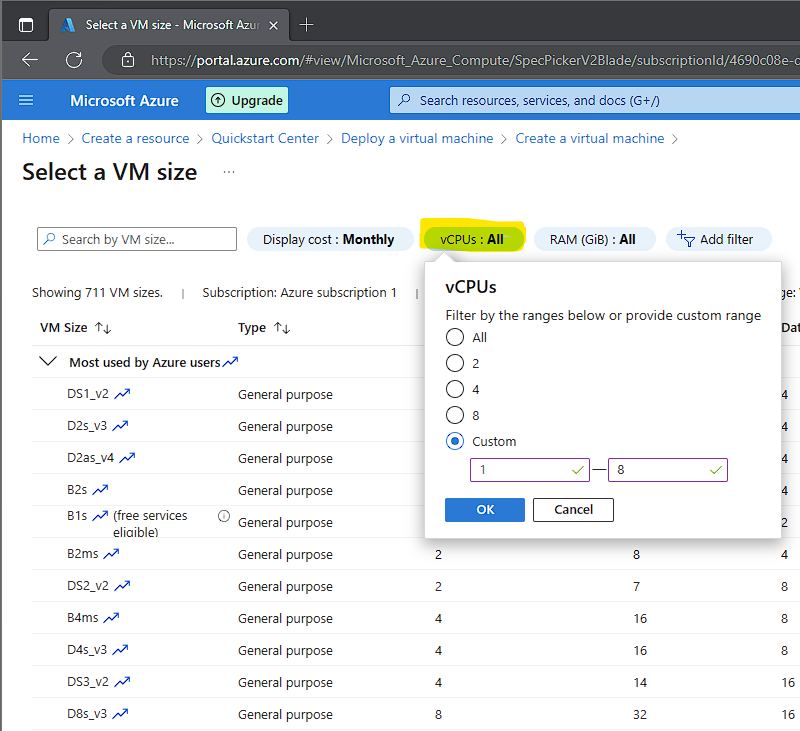 Select a VM size - Microsoft Azur
https://portal.azure.com/#view/Microsoft_Azure_Compute/SpecPickerV2Blade/subscriptionId/4690c08e-c
Microsoft Azure Upgrade Search resources, services, and docs (G+/)
Home > Create a resource > Quickstart Center > Deploy a virtual machine > Create a virtual machine >
Select a VM size ...
Search by VM size... Display cost : Monthly vCPUs : All RAM (GiB) : All Add filter
vCPUs
Filter by the ranges below or provide custom range
All
2
4
8
Custom
1 — 8
OK Cancel
Showing 711 VM sizes. | Subscription: Azure subscription 1 | ge:
VM Size ↑↓ Type ↑↓ Dat
Most used by Azure users
DS1_v2 General purpose 4
D2s_v3 General purpose 4
D2as_v4 General purpose 4
B2s General purpose 4
B1s (free services eligible) General purpose 2
B2ms General purpose 2 8 4
DS2_v2 General purpose 2 7 8
B4ms General purpose 4 16 8
D4s_v3 General purpose 4 16 8
DS3_v2 General purpose 4 14 16
D8s_v3 General purpose 8 32 16